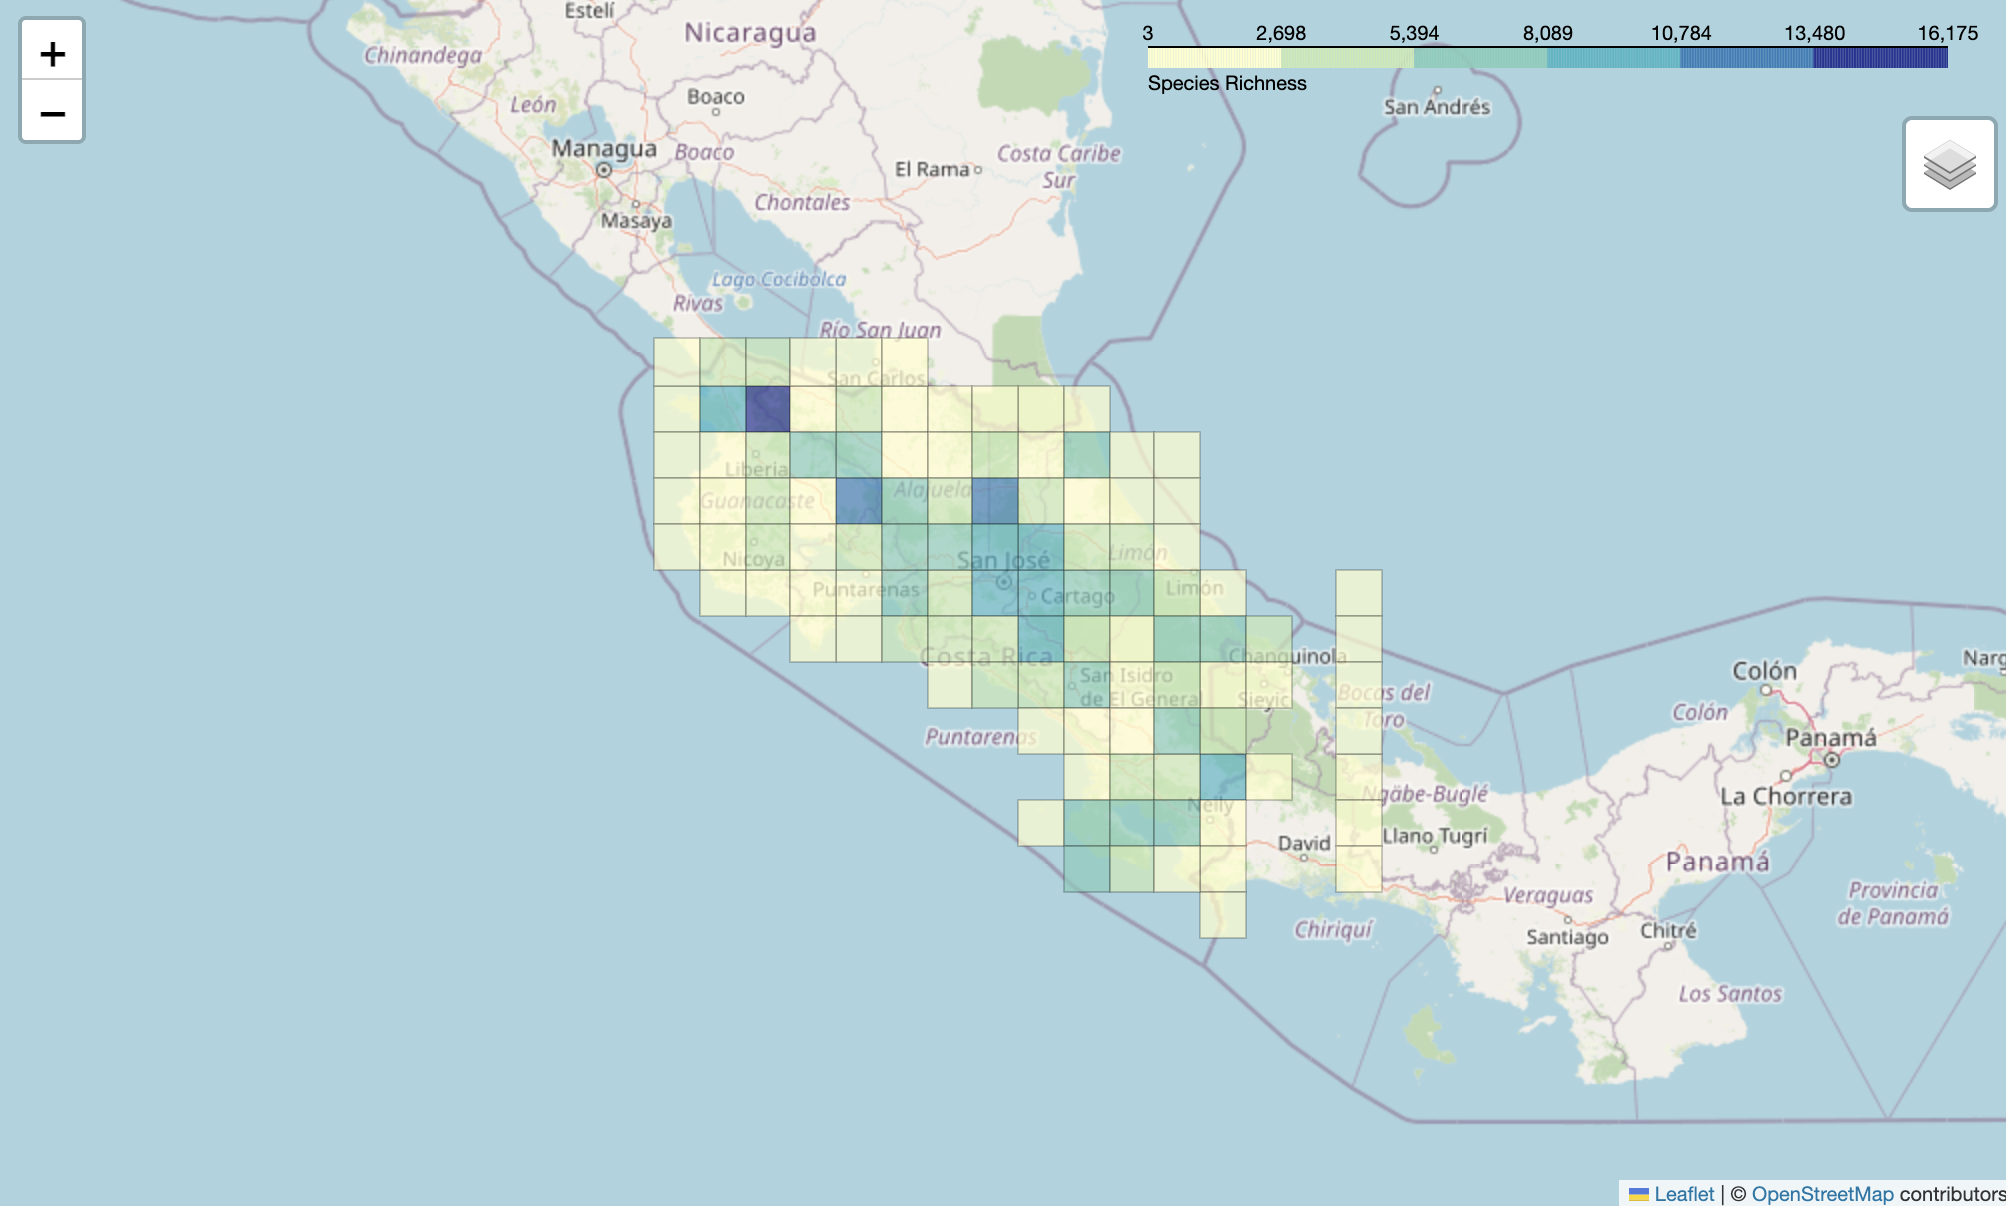 +
−
3 2,698 5,394 8,089 10,784 13,480 16,175
Species Richness
Estelí
Nicaragua
Chinandega
León
Boaco
San Andrés
Managua
Boaco
El Rama
Costa Caribe
Sur
Chontales
Masaya
Lago Cocibolca
Rivas
Río San Juan
San Carlos
Liberia
Guanacaste
Alajuela
Nicoya
San José
Limón
Puntarenas
Cartago
Limón
Costa Rica
Changuinola
San Isidro
de El General
Sieyic
Bocas del
Toro
Puntarenas
Colón
Narg
Colón
Panamá
Ngäbe-Buglé
La Chorrera
Neily
David
Llano Tugrí
Panamá
Veraguas
Provincia
de Panamá
Chiriquí
Santiago
Chitré
Los Santos
Leaflet | © OpenStreetMap contributors